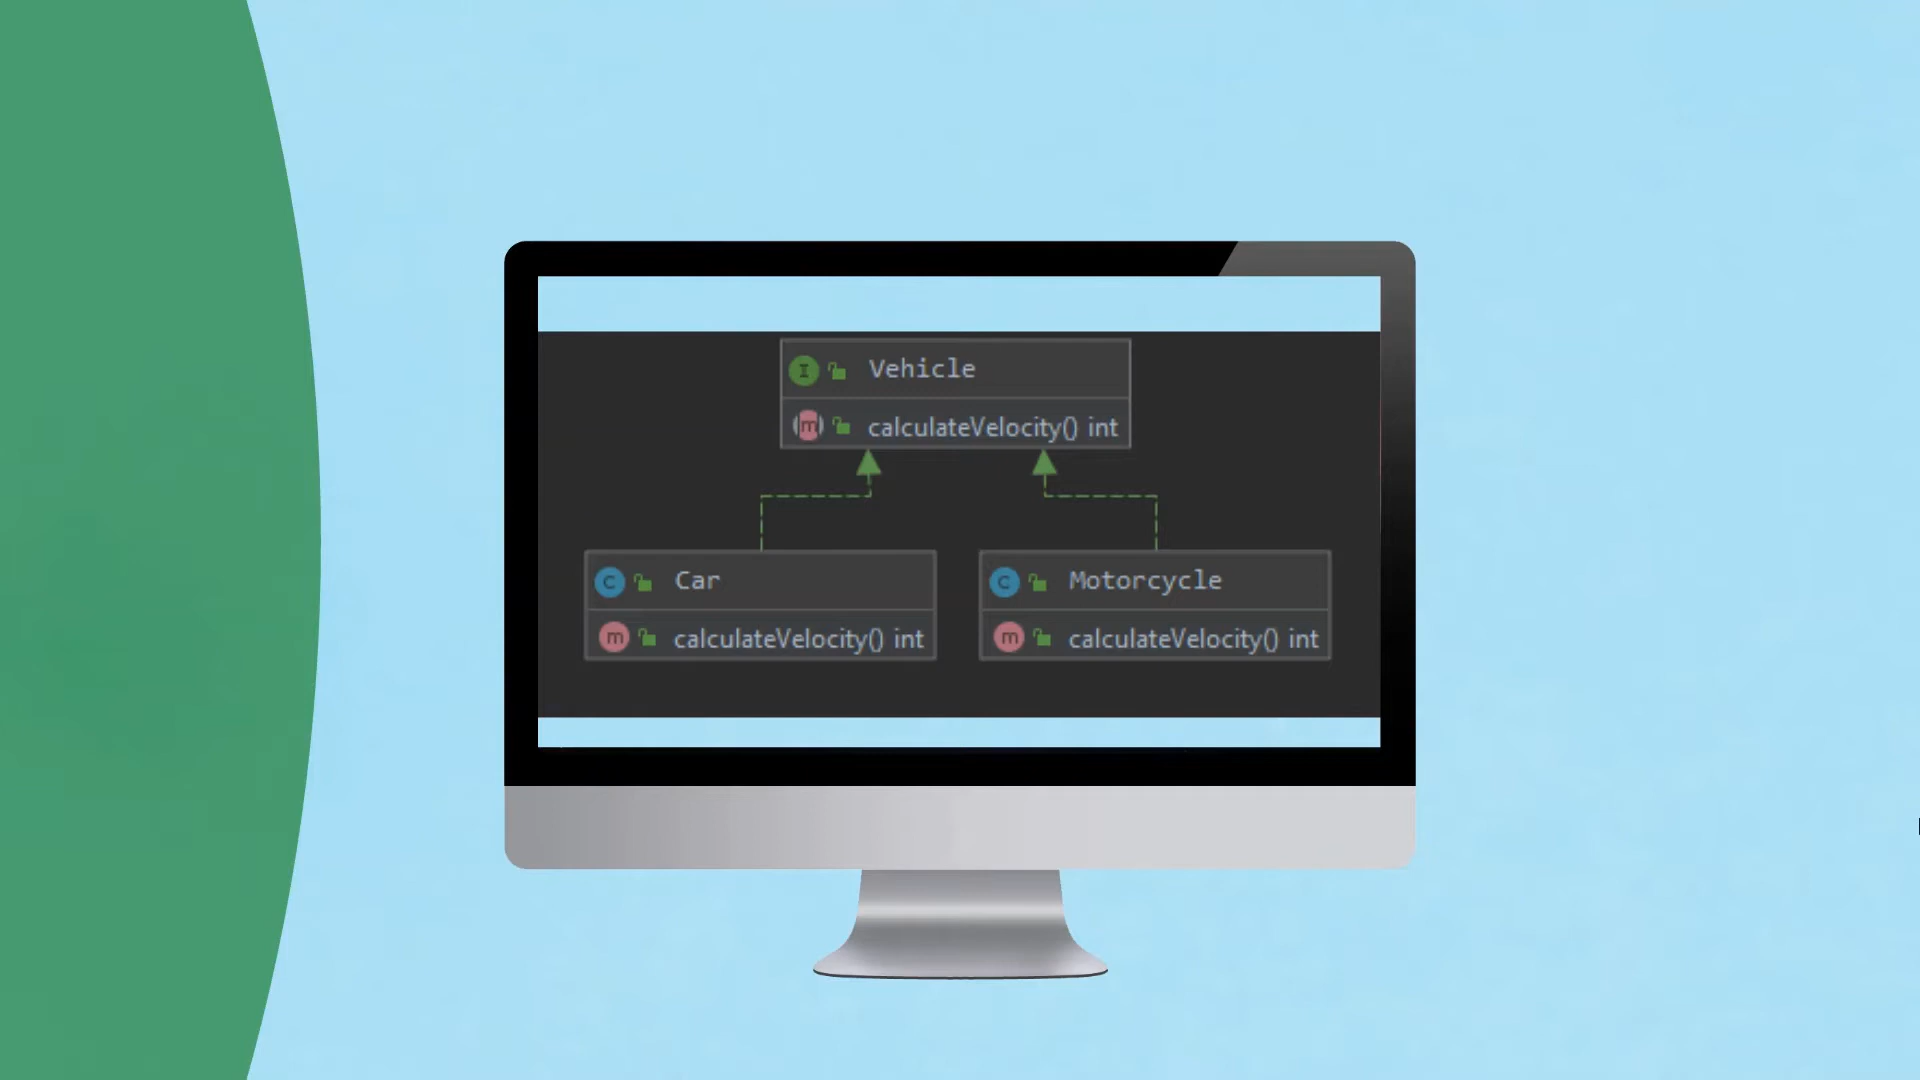 I Vehicle
m calculateVelocity() int
C Car
m calculateVelocity() int
C Motorcycle
m calculateVelocity() int